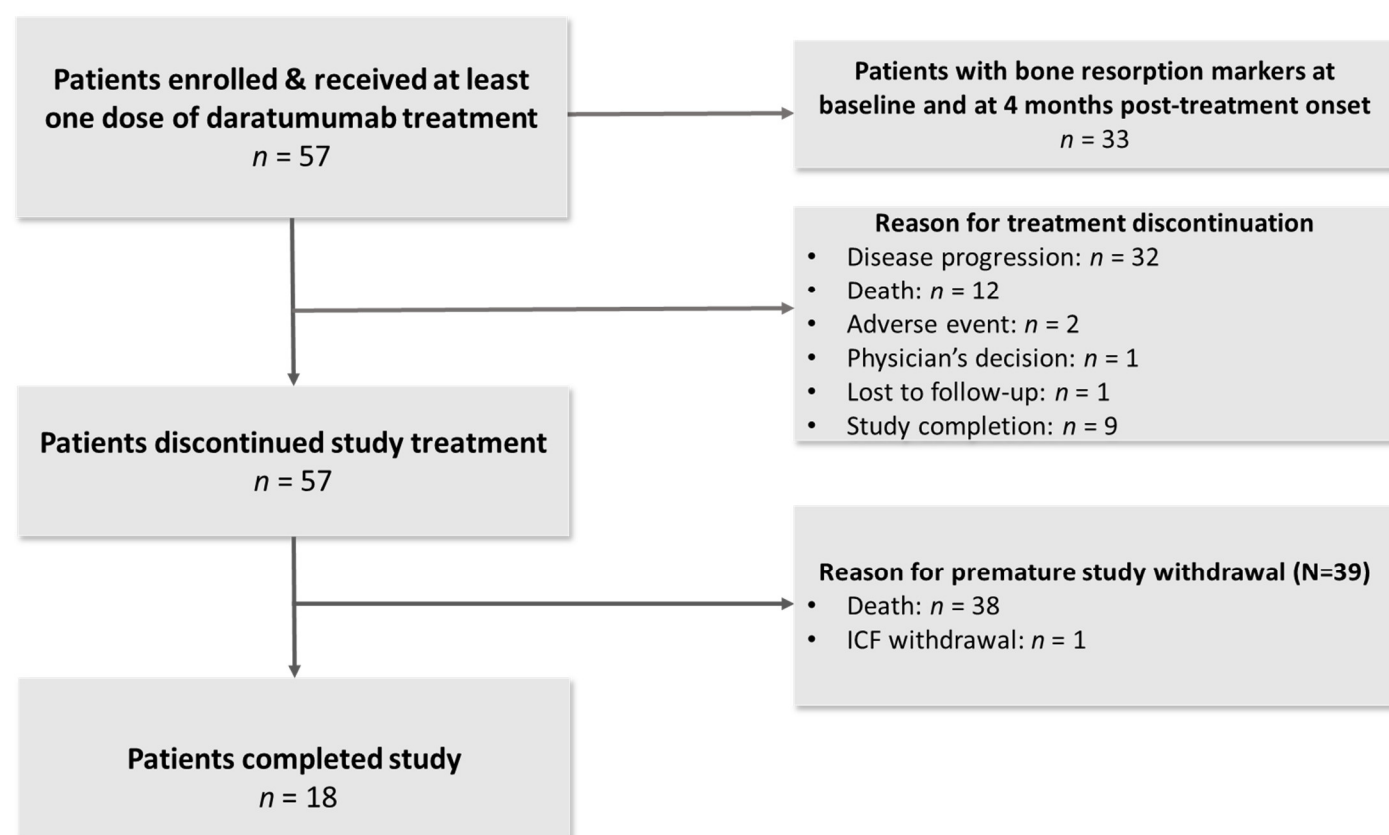 Patients enrolled & received at least
one dose of daratumumab treatment
n = 57
Patients with bone resorption markers at
baseline and at 4 months post-treatment onset
n = 33
Reason for treatment discontinuation
• Disease progression: n = 32
• Death: n = 12
• Adverse event: n = 2
• Physician’s decision: n = 1
• Lost to follow-up: n = 1
• Study completion: n = 9
Patients discontinued study treatment
n = 57
Reason for premature study withdrawal (N=39)
• Death: n = 38
• ICF withdrawal: n = 1
Patients completed study
n = 18